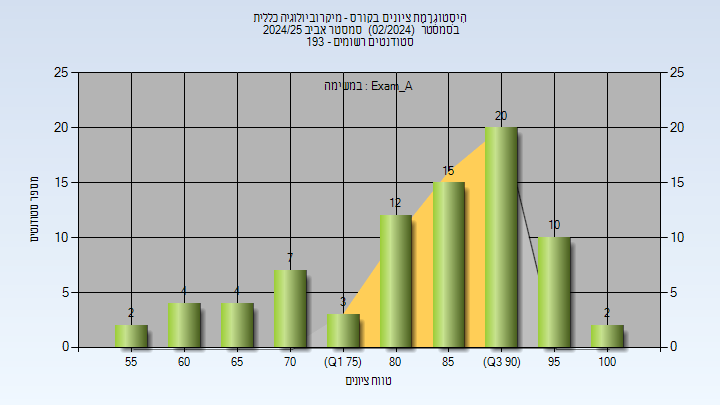 היסטוגרמת ציונים בקורס - מיקרוביולוגיה כללית
בסמסטר (02/2024) סמסטר אביב 2024/25
סטודנטים רשומים - 193
במשימה : Exam_A
25 25
20 20
15 15
10 10
5 5
0 0
2 4 4 7 3 12 15 20 10 2
55 60 65 70 (Q1 75) 80 85 (Q3 90) 95 100
טווח ציונים
מספר סטודנטים